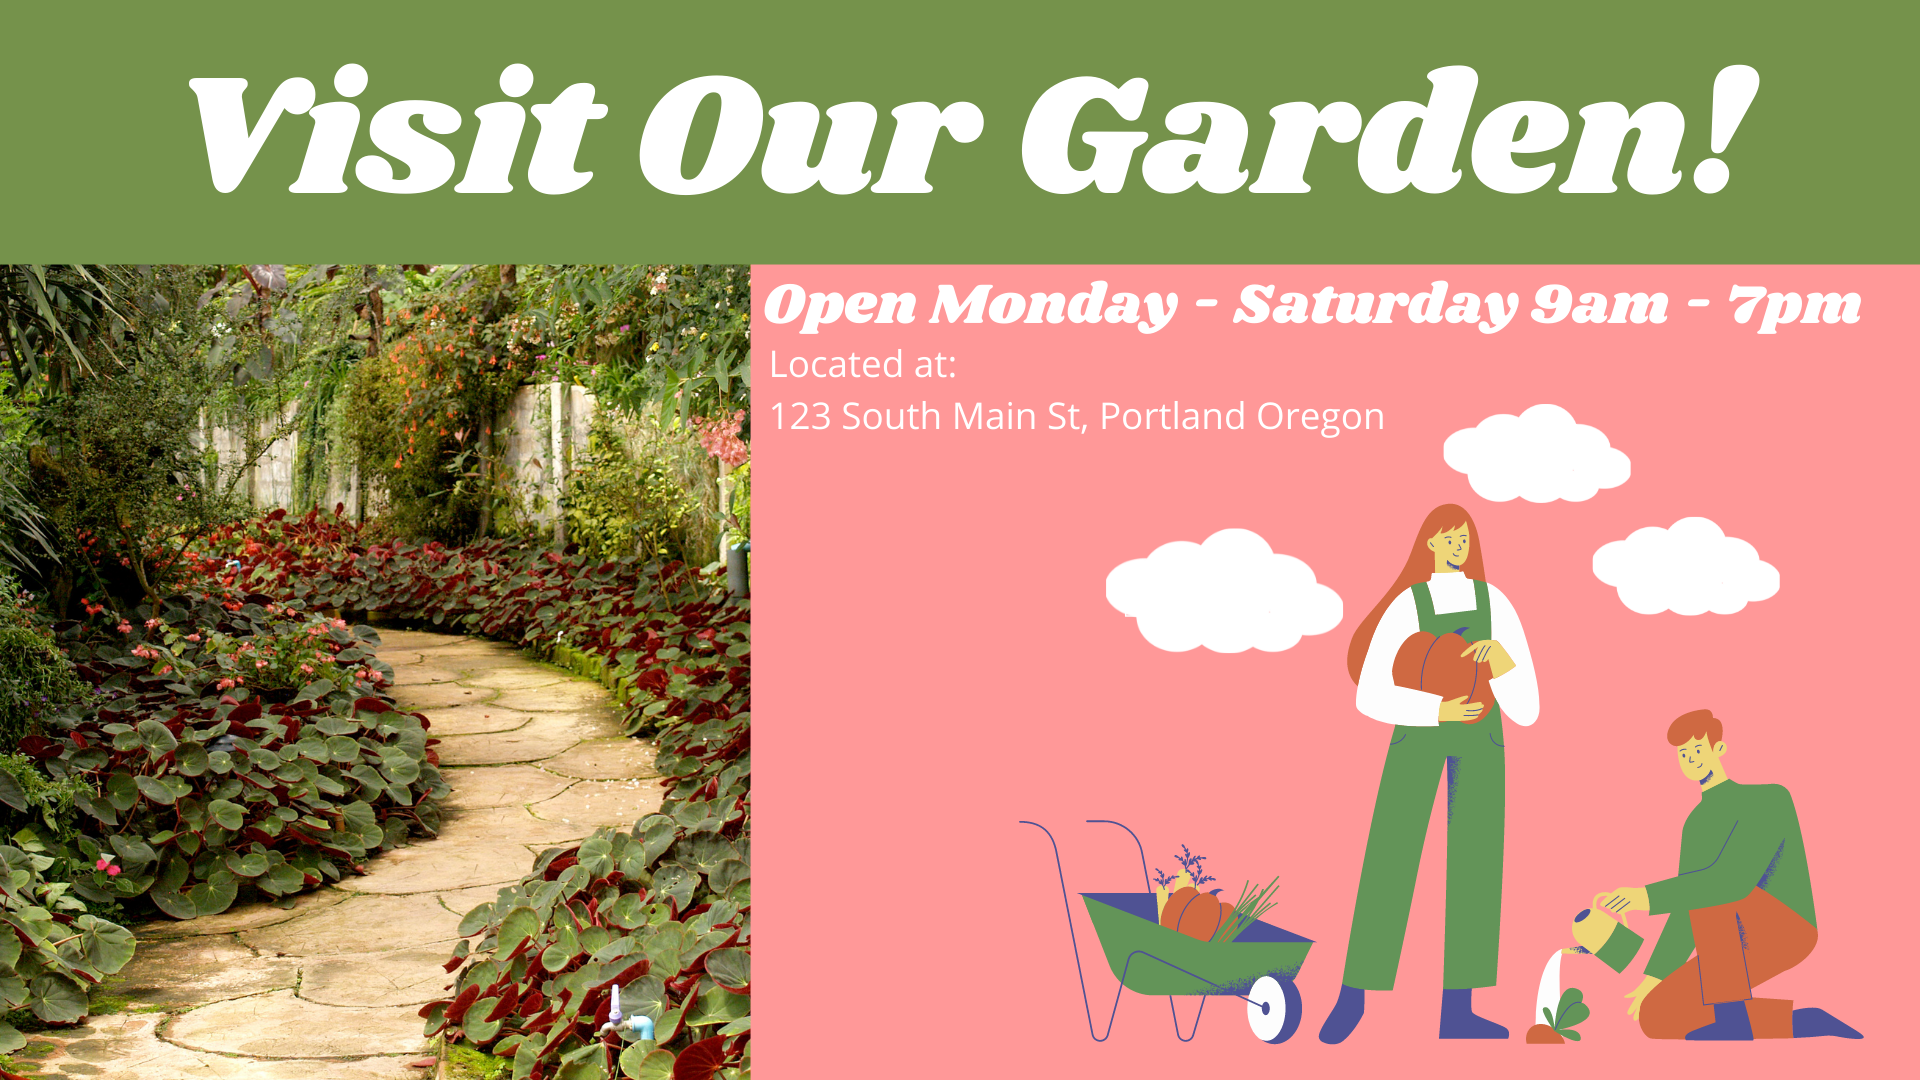 Visit Our Garden!
Open Monday - Saturday 9am - 7pm
Located at:
123 South Main St, Portland Oregon